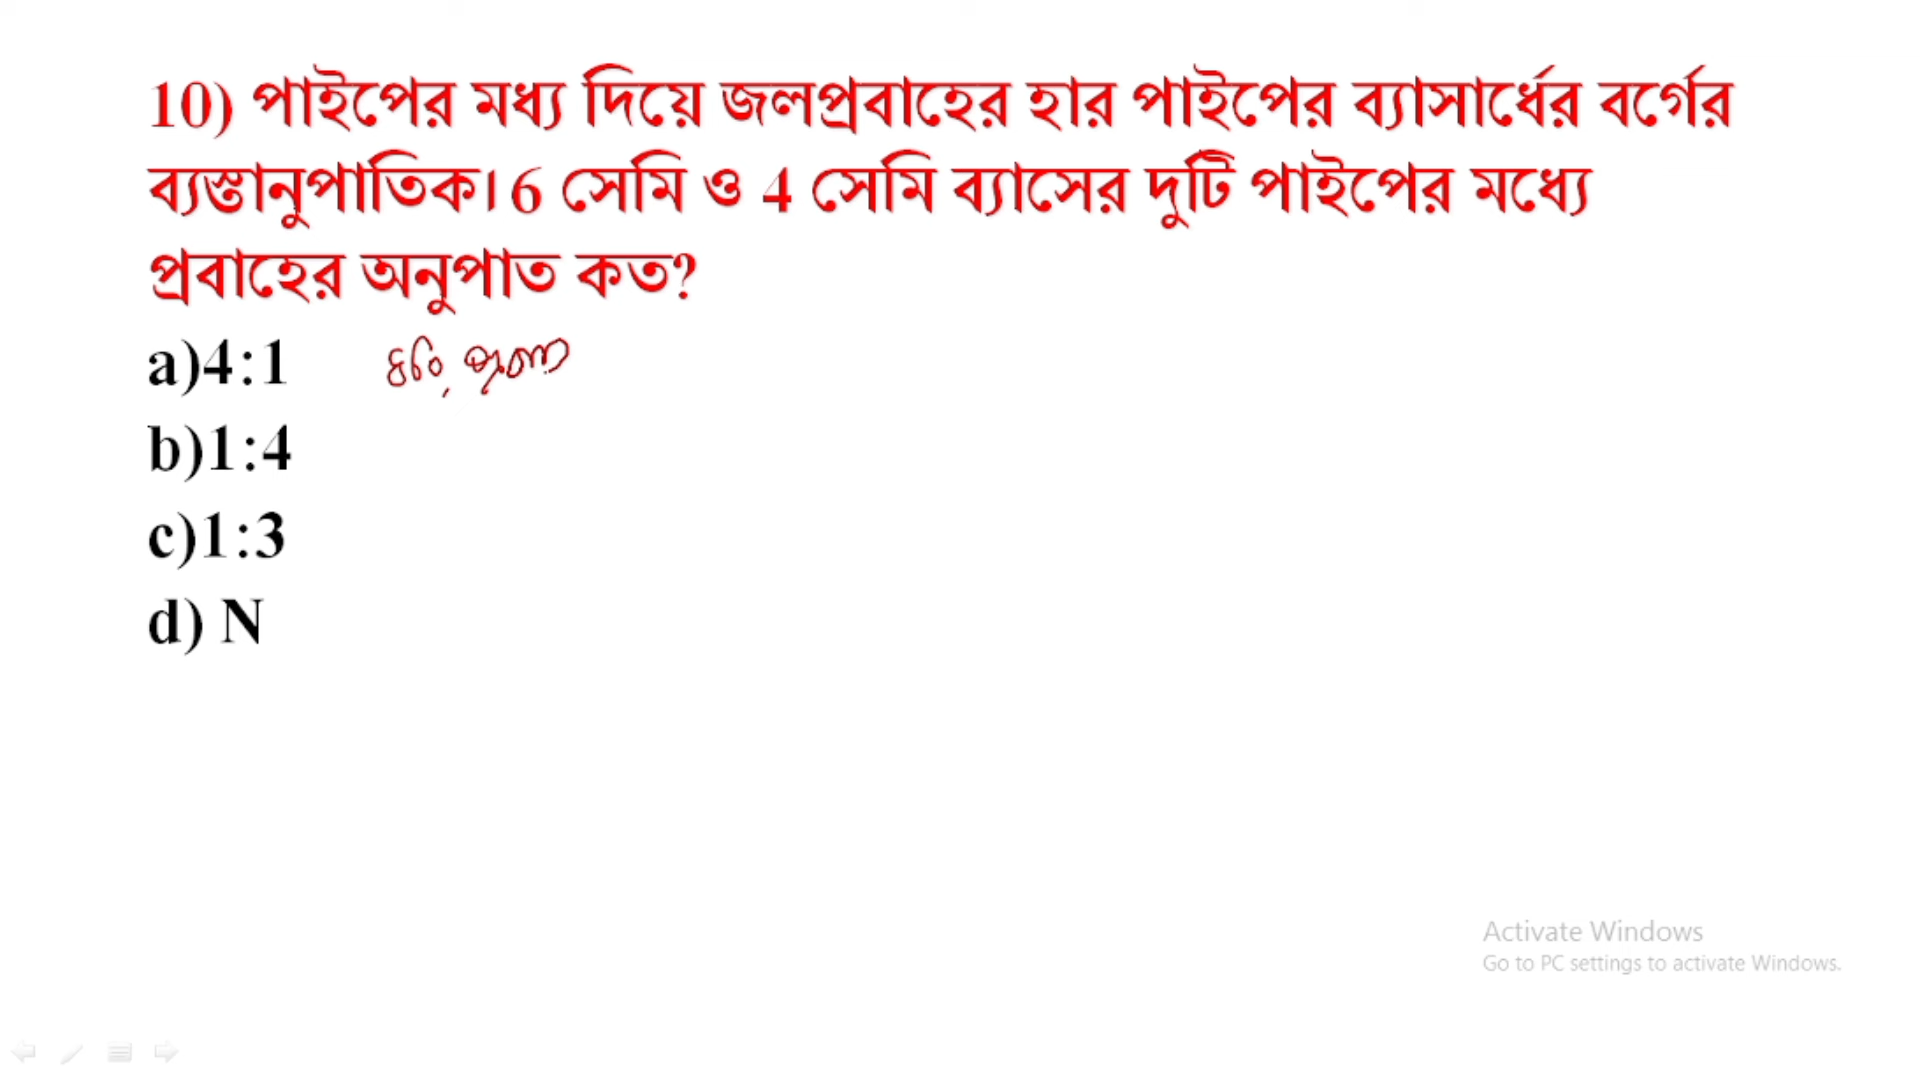 10) পাইপের মধ্য দিয়ে জলপ্রবাহের হার পাইপের ব্যাসার্ধের বর্গের
ব্যস্তানুপাতিক। 6 সেমি ও 4 সেমি ব্যাসের দুটি পাইপের মধ্যে
প্রবাহের অনুপাত কত?
a)4:1
b)1:4
c)1:3
d) N
Activate Windows
Go to PC settings to activate Windows.